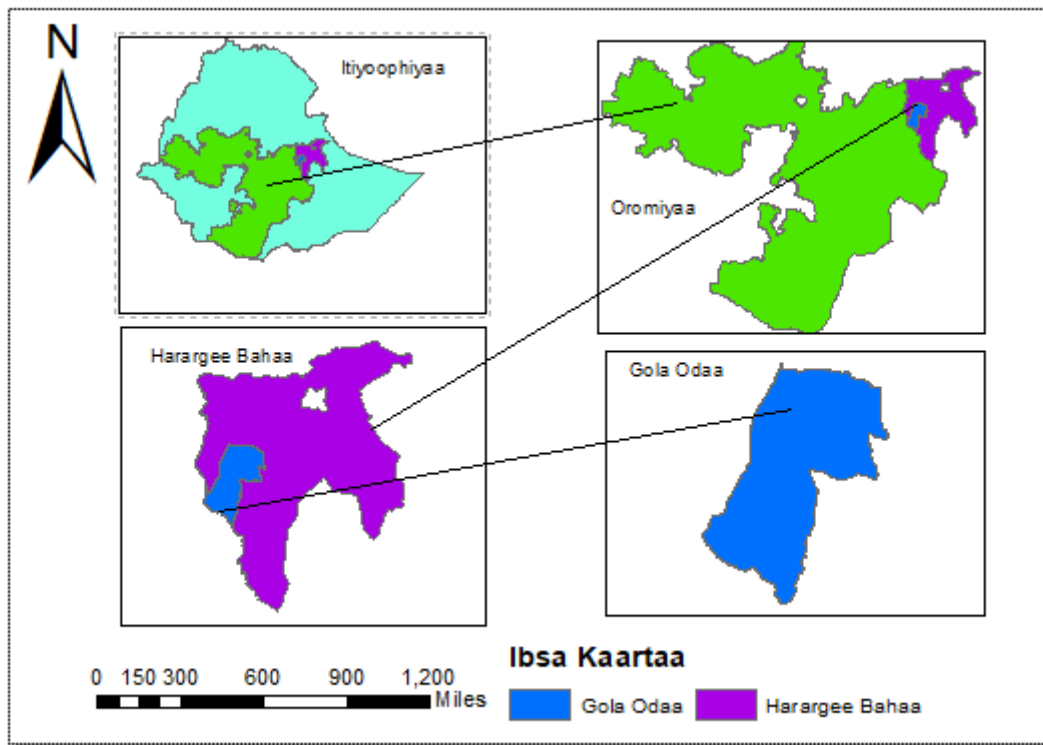 N
Itiyoophiyaa
Oromiyaa
Harargee Bahaa
Gola Odaa
0 150 300 600 900 1,200
Miles
Ibsa Kaartaa
Gola Odaa Harargee Bahaa